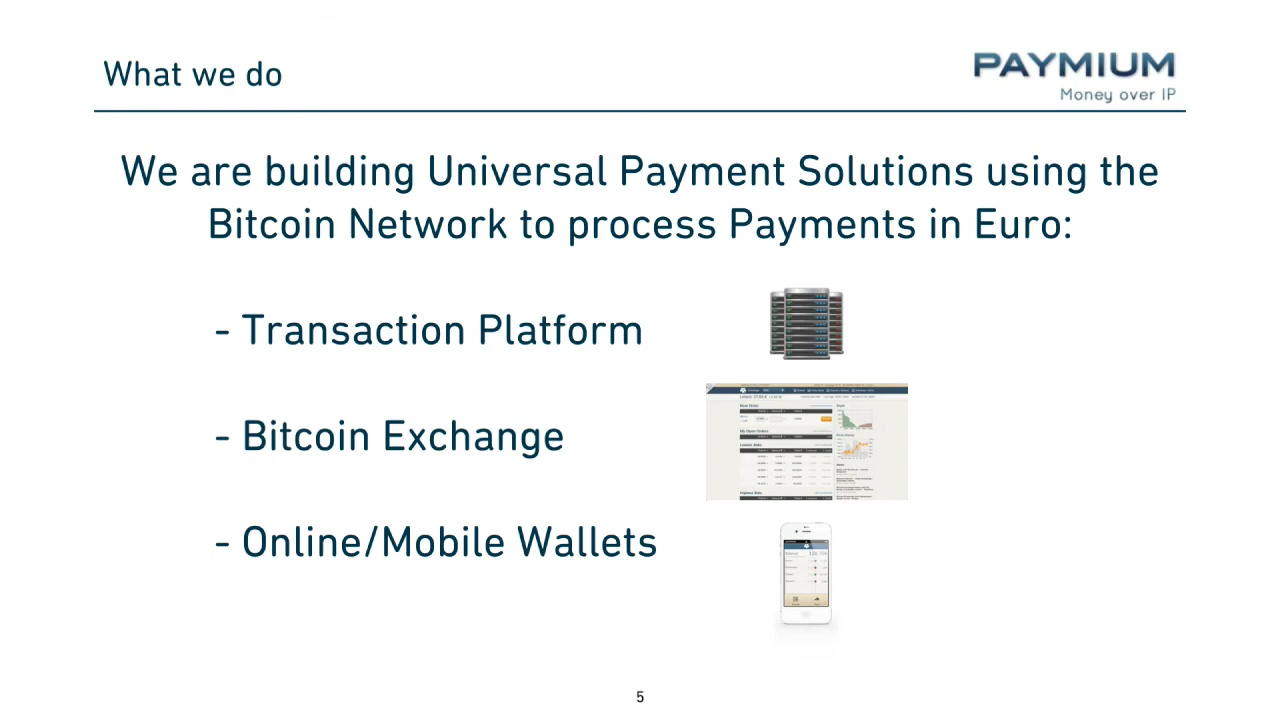 What we do
PAYMIUM
Money over IP
We are building Universal Payment Solutions using the
Bitcoin Network to process Payments in Euro:
- Transaction Platform
- Bitcoin Exchange
- Online/Mobile Wallets
5